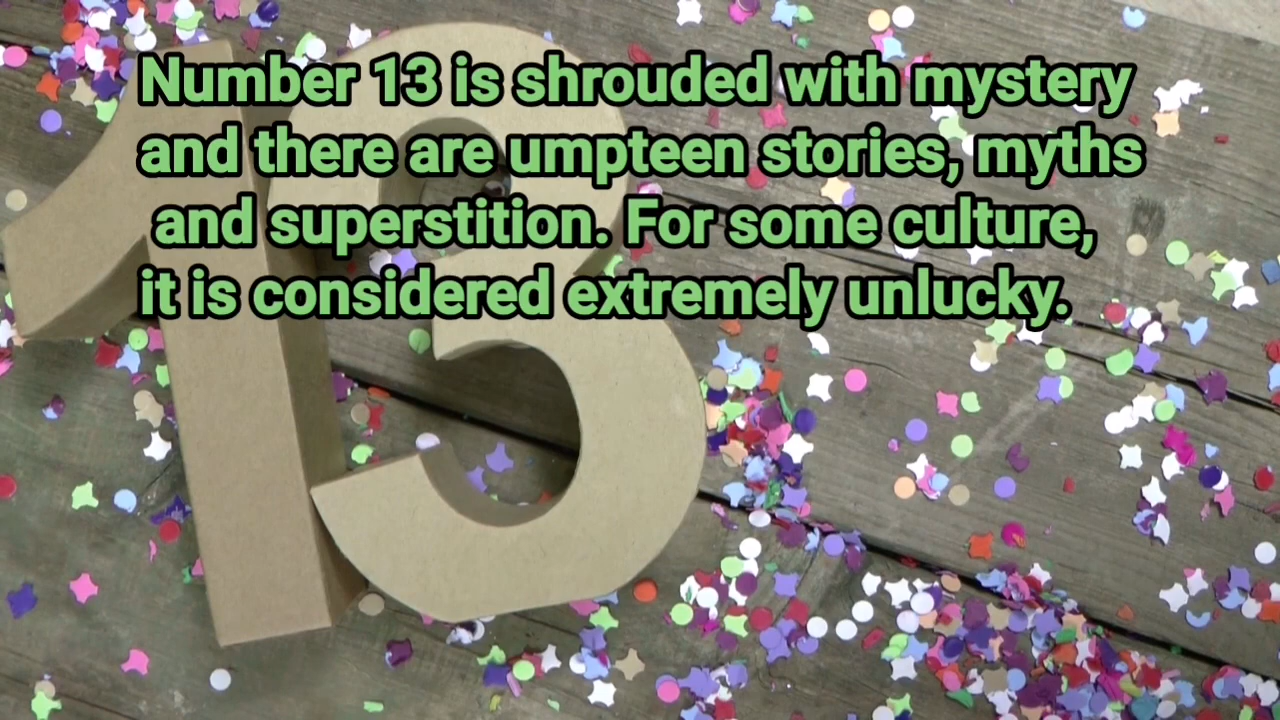 Number 13 is shrouded with mystery
and there are umpteen stories, myths
and superstition. For some culture,
it is considered extremely unlucky.
13